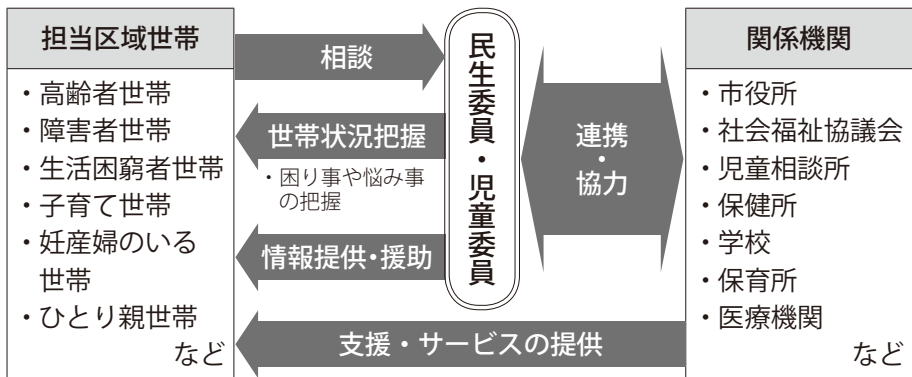 担当区域世帯
・高齢者世帯
・障害者世帯
・生活困窮者世帯
・子育て世帯
・妊産婦のいる
世帯
・ひとり親世帯
など
相談
世帯状況把握
・困り事や悩み事
の把握
情報提供・援助
民生委員・児童委員
連携・協力
支援・サービスの提供
関係機関
・市役所
・社会福祉協議会
・児童相談所
・保健所
・学校
・保育所
・医療機関
など